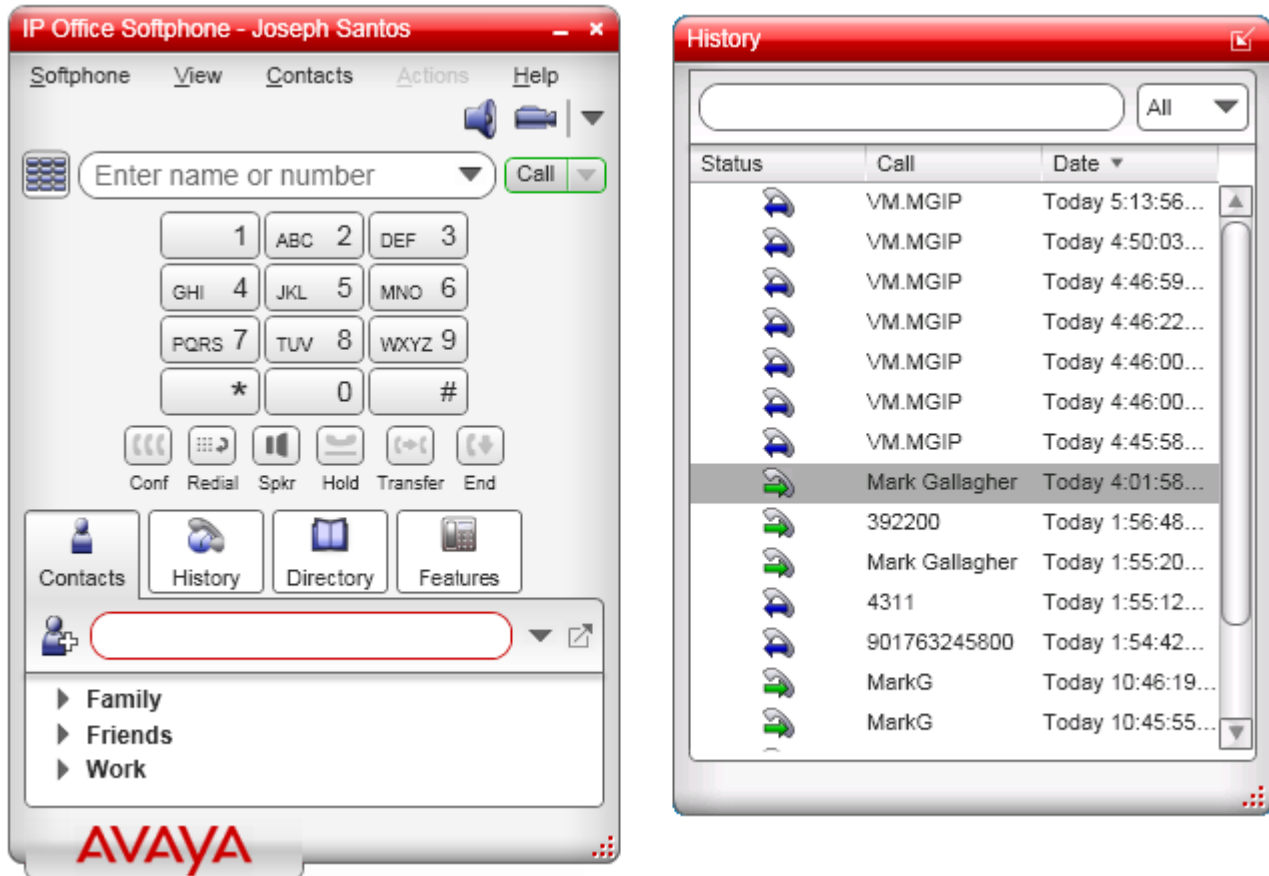 IP Office Softphone - Joseph Santos
Softphone View Contacts Actions Help
Enter name or number Call
1 ABC 2 DEF 3
GHI 4 JKL 5 MNO 6
PQRS 7 TUV 8 WXYZ 9
* 0 #
Conf Redial Spkr Hold Transfer End
Contacts History Directory Features
Family
Friends
Work
AVAYA
History
All
Status Call Date
VM.MGIP Today 5:13:56...
VM.MGIP Today 4:50:03...
VM.MGIP Today 4:46:59...
VM.MGIP Today 4:46:22...
VM.MGIP Today 4:46:00...
VM.MGIP Today 4:46:00...
VM.MGIP Today 4:45:58...
Mark Gallagher Today 4:01:58...
392200 Today 1:56:48...
Mark Gallagher Today 1:55:20...
4311 Today 1:55:12...
901763245800 Today 1:54:42...
MarkG Today 10:46:19...
MarkG Today 10:45:55...